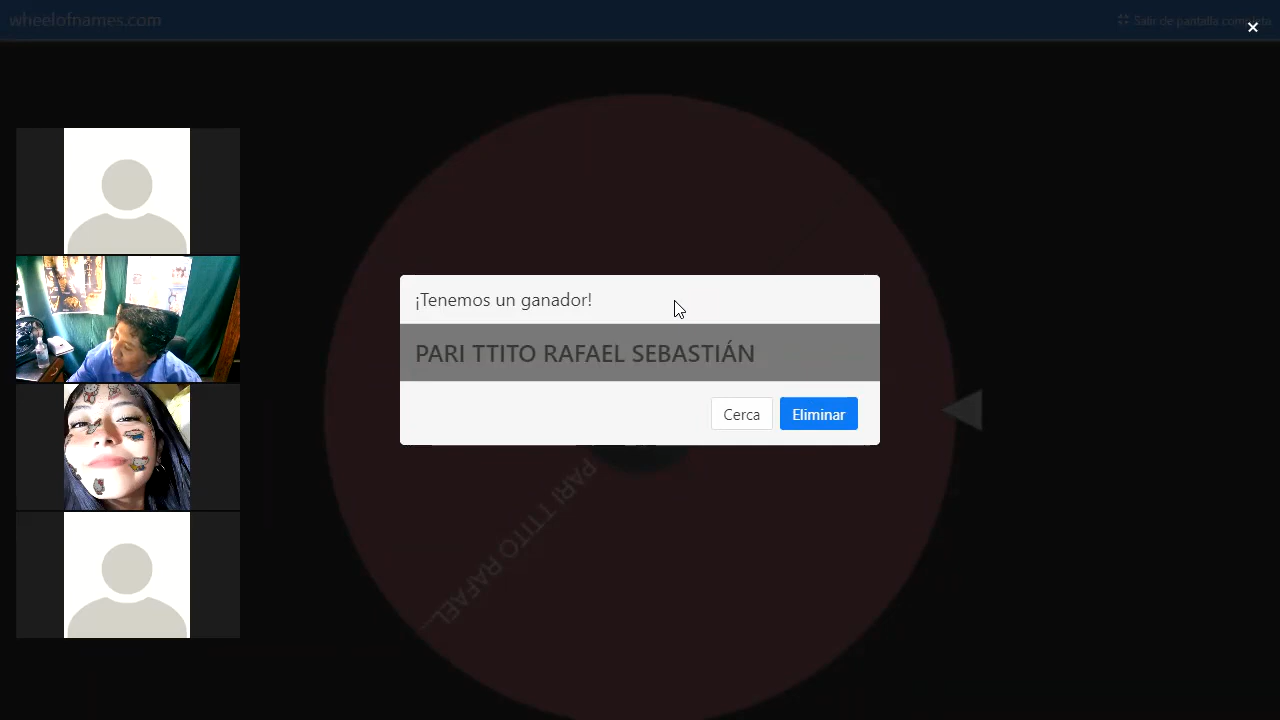 wheelofnames.com
Salir de pantalla completa
¡Tenemos un ganador!
PARI TTITO RAFAEL SEBASTIÁN
Cerca
Eliminar
PARI TTITO RAFAEL...